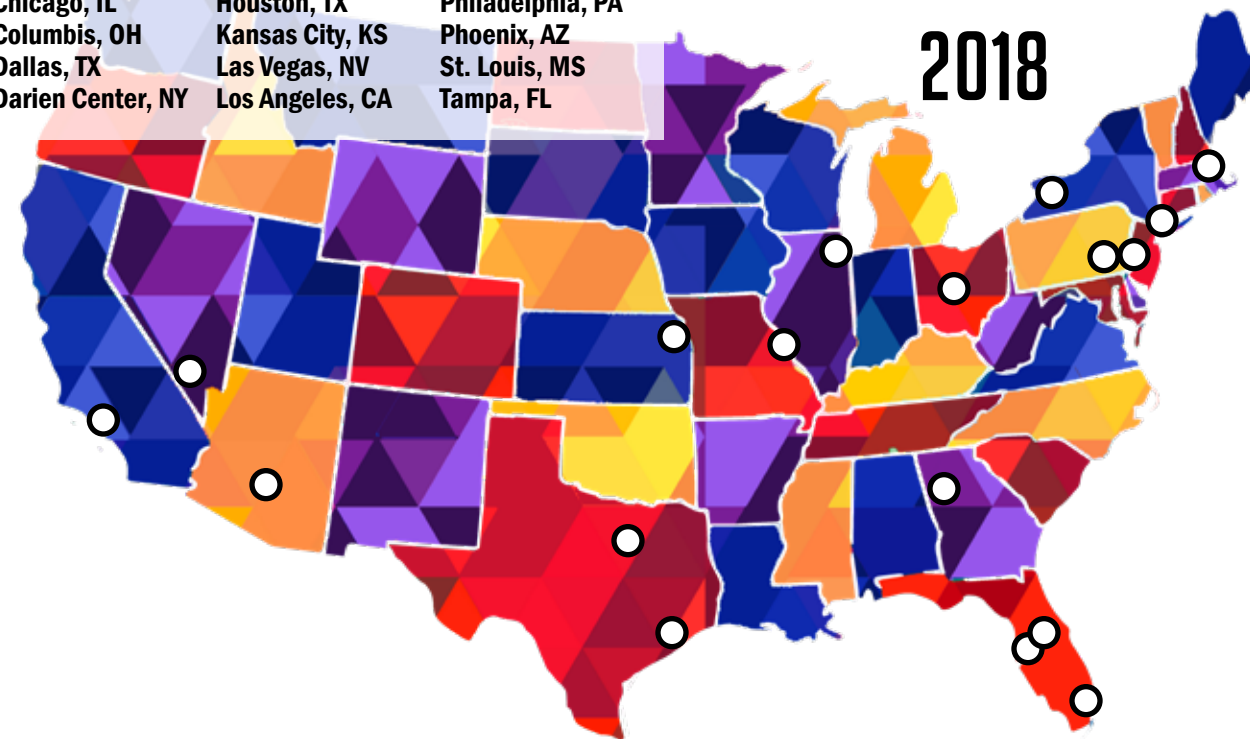 Chicago, IL Houston, TX Philadelphia, PA
Columbis, OH Kansas City, KS Phoenix, AZ
Dallas, TX Las Vegas, NV St. Louis, MS
Darien Center, NY Los Angeles, CA Tampa, FL
2018